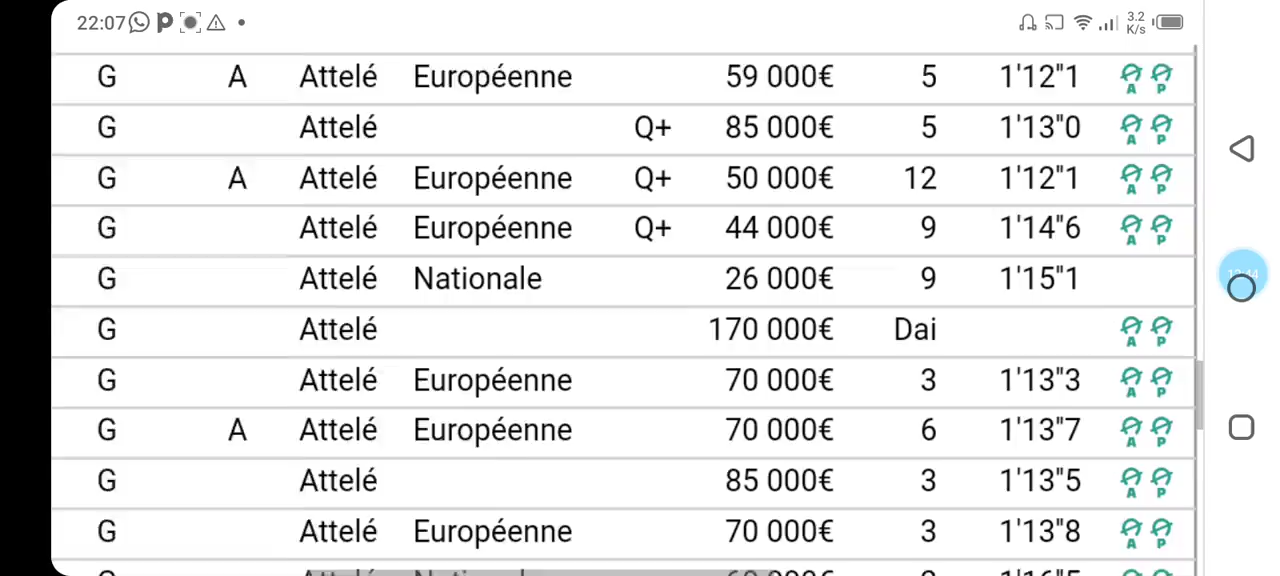 22:07 3.2 K/s
G A Attelé Européenne 59 000€ 5 1'12"1 A P
G Attelé Q+ 85 000€ 5 1'13"0 A P
G A Attelé Européenne Q+ 50 000€ 12 1'12"1 A P
G Attelé Européenne Q+ 44 000€ 9 1'14"6 A P
G Attelé Nationale 26 000€ 9 1'15"1
G Attelé 170 000€ Dai A P
G Attelé Européenne 70 000€ 3 1'13"3 A P
G A Attelé Européenne 70 000€ 6 1'13"7 A P
G Attelé 85 000€ 3 1'13"5 A P
G Attelé Européenne 70 000€ 3 1'13"8 A P